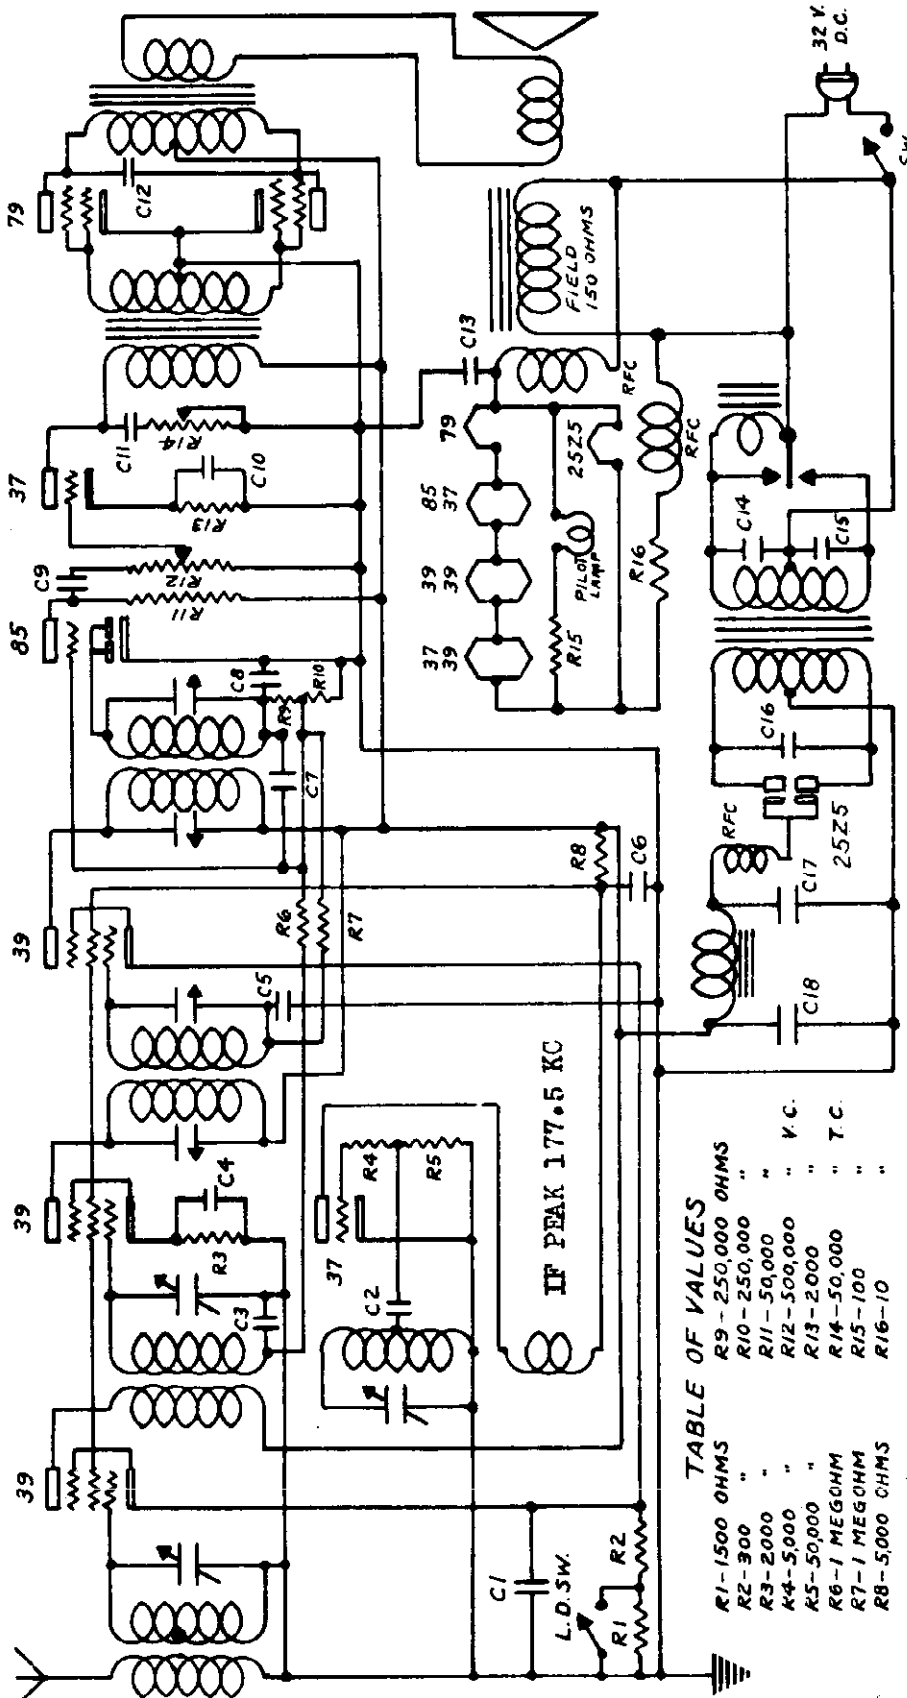 39
39
39
85
37
79
C9
C12
C11
R14
C10
R13
R12
R11
C8
R10
R9
C7
R6
R7
C5
C4
R3
C3
37
R4
R5
C2
C13
79
85
37
39
39
37
39
25Z5
PILOT
LAMP
R15
RFC
RFC
R16
FIELD
150 OHMS
32 V.
D.C.
SW
R8
C6
IF PEAK 177.5 KC
C1
L.D.SW.
R1
R2
C14
C15
C16
RFC
25Z5
C17
C18
TABLE OF VALUES
R1-1500 OHMS R9-250,000 OHMS
R2-300 " R10-250,000 "
R3-2000 " R11-50,000 "
R4-5,000 " R12-500,000 " V.C.
R5-50,000 " R13-2000 "
R6-1 MEGOHM R14-50,000 " T.C.
R7-1 MEGOHM R15-100 "
R8-5,000 OHMS R16-10 "